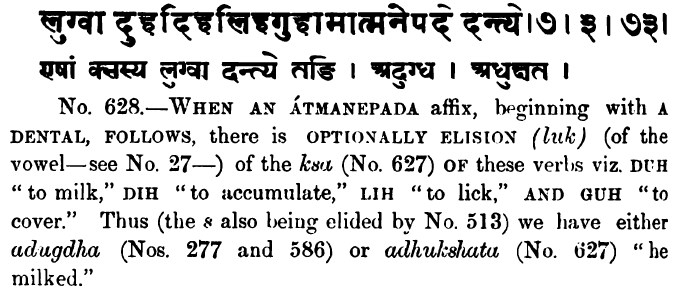 लुग्वा दुहदिहलिहगुहामात्मनेपदे दन्त्ये। ७। ३। ७३।
एषां क्सस्य लुग्वा दन्त्ये तङि । अदुग्ध । अधुक्षत ।
No. 628.—WHEN AN ÁTMANEPADA affix, beginning with A
DENTAL, FOLLOWS, there is OPTIONALLY ELISION (luk) (of the
vowel—see No. 27—) of the ksa (No. 627) OF these verbs viz. DUH
“to milk,” DIH “to accumulate,” LIH “to lick,” AND GUH “to
cover.” Thus (the s also being elided by No. 513) we have either
adugdha (Nos. 277 and 586) or adhukshata (No. 627) “he
milked.”